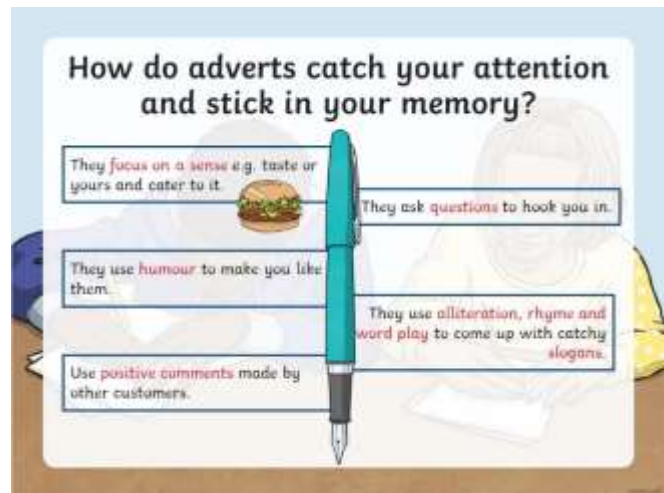 How do adverts catch your attention
and stick in your memory?
They focus on a sense e.g. taste or
yours and cater to it.
They ask questions to hook you in.
They use humour to make you like
them.
They use alliteration, rhyme and
word play to come up with catchy
slogans.
Use positive comments made by
other customers.